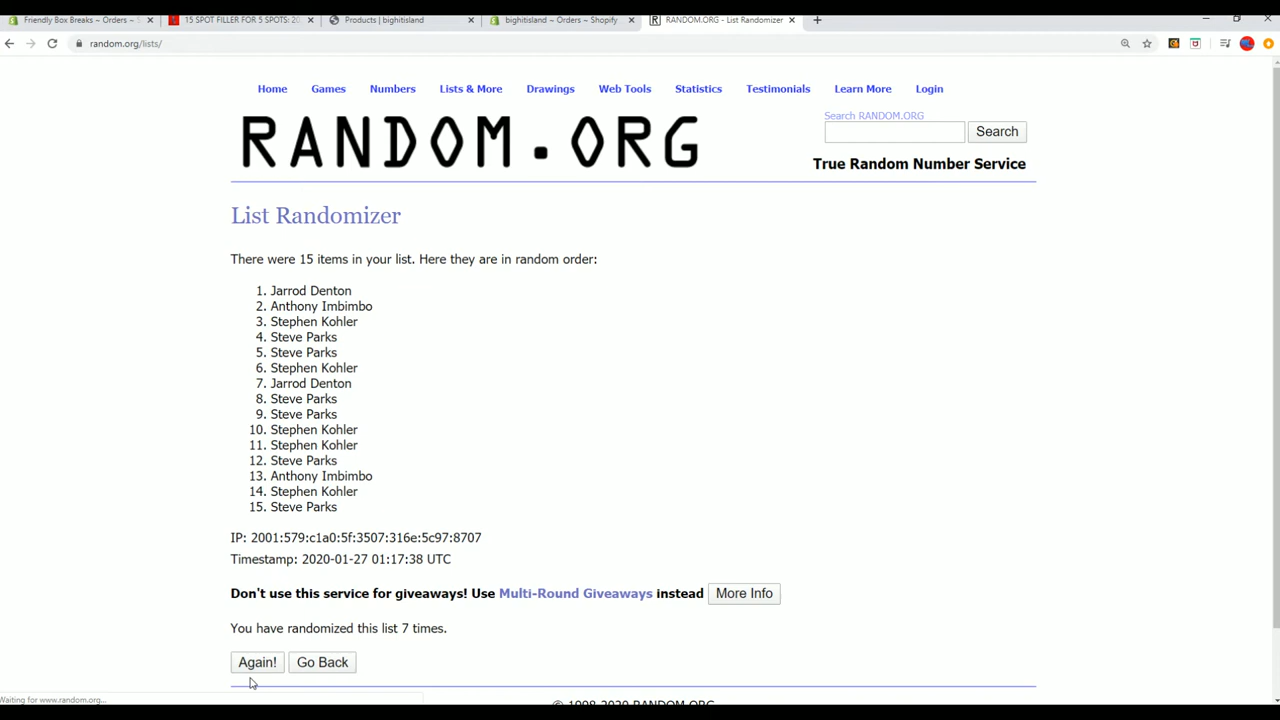 Friendly Box Breaks ~ Orders ~
15 SPOT FILLER FOR 5 SPOTS: 20
Products | bighitisland
bighitisland ~ Orders ~ Shopify
RANDOM.ORG - List Randomizer
random.org/lists/
Home Games Numbers Lists & More Drawings Web Tools Statistics Testimonials Learn More Login
Search RANDOM.ORG
Search
RANDOM.ORG
True Random Number Service
List Randomizer
There were 15 items in your list. Here they are in random order:
1. Jarrod Denton
2. Anthony Imbimbo
3. Stephen Kohler
4. Steve Parks
5. Steve Parks
6. Stephen Kohler
7. Jarrod Denton
8. Steve Parks
9. Steve Parks
10. Stephen Kohler
11. Stephen Kohler
12. Steve Parks
13. Anthony Imbimbo
14. Stephen Kohler
15. Steve Parks
IP: 2001:579:c1a0:5f:3507:316e:5c97:8707
Timestamp: 2020-01-27 01:17:38 UTC
Don't use this service for giveaways! Use Multi-Round Giveaways instead More Info
You have randomized this list 7 times.
Again! Go Back
Waiting for www.random.org...
© 1998-2020 RANDOM.ORG